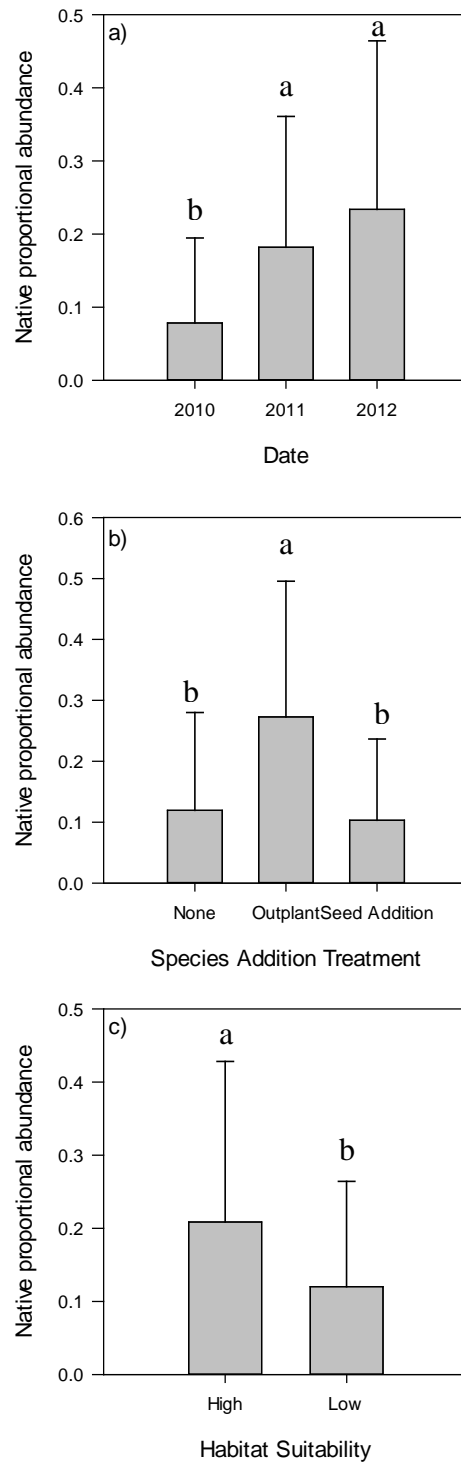 a)
Native proportional abundance
0.5
0.4
0.3
0.2
0.1
0.0
b
a
a
2010 2011 2012
Date
b)
Native proportional abundance
0.6
0.5
0.4
0.3
0.2
0.1
0.0
b
a
b
None OutplantSeed Addition
Species Addition Treatment
c)
Native proportional abundance
0.5
0.4
0.3
0.2
0.1
0.0
a
b
High Low
Habitat Suitability